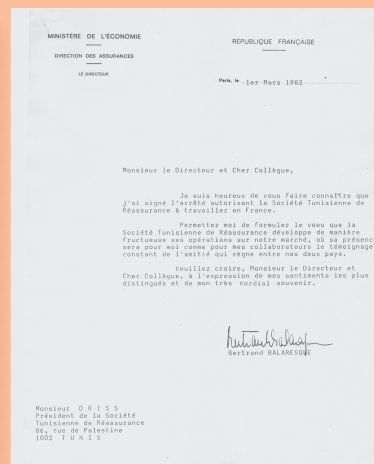 MINISTÈRE DE L'ÉCONOMIE
DIRECTION DES ASSURANCES
LE DIRECTEUR
RÉPUBLIQUE FRANÇAISE
Paris, le 1er Mars 1982
Monsieur le Directeur et Cher Collègue,
Je suis heureux de vous faire connaître que
j'ai signé l'arrêté autorisant la Société Tunisienne de
Réassurance à travailler en France.
Permettez moi de formuler le voeu que la
Société Tunisienne de Réassurance développe de manière
fructueuse ses opérations sur notre marché, où sa présenc
sera pour moi comme pour mes collaborateurs le témoignage
constant de l'amitié qui règne entre nos deux pays.
Veuillez croire, Monsieur le Directeur et
Cher Collègue, à l'expression de mes sentiments les plus
distingués et de mon très cordial souvenir.
Bertrand BALARESQUE
Monsieur DRISS
Président de la Société
Tunisienne de Réassurance
86, rue de Palestine
1002 TUNIS